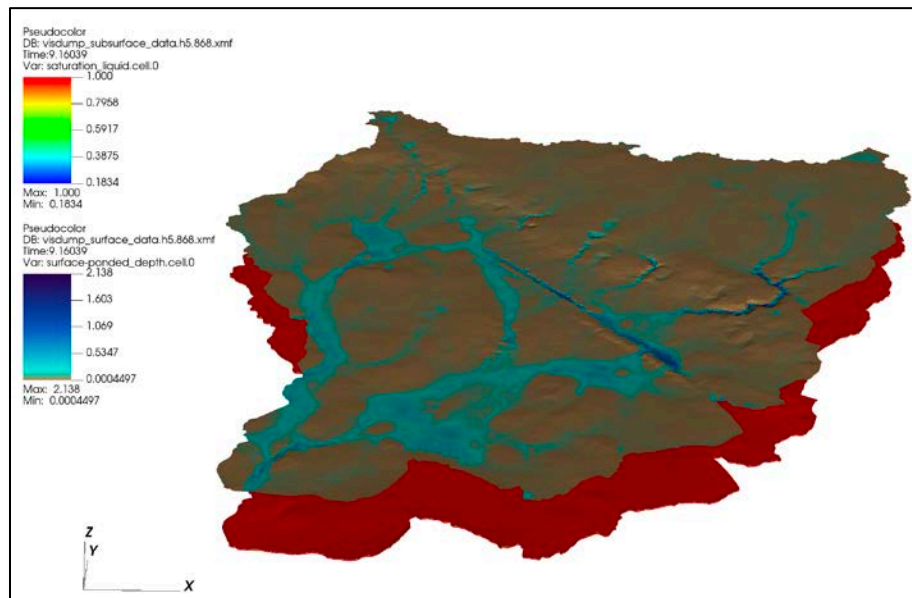 Pseudocolor
DB: visdump_subsurface_data.h5.868.xmf
Time:9.16039
Var: saturation_liquid.cell.0
1.000
0.7958
0.5917
0.3875
0.1834
Max: 1.000
Min: 0.1834
Pseudocolor
DB: visdump_surface_data.h5.868.xmf
Time:9.16039
Var: surface-ponded_depth.cell.0
2.138
1.603
1.069
0.5347
0.0004497
Max: 2.138
Min: 0.0004497
Z
Y
X